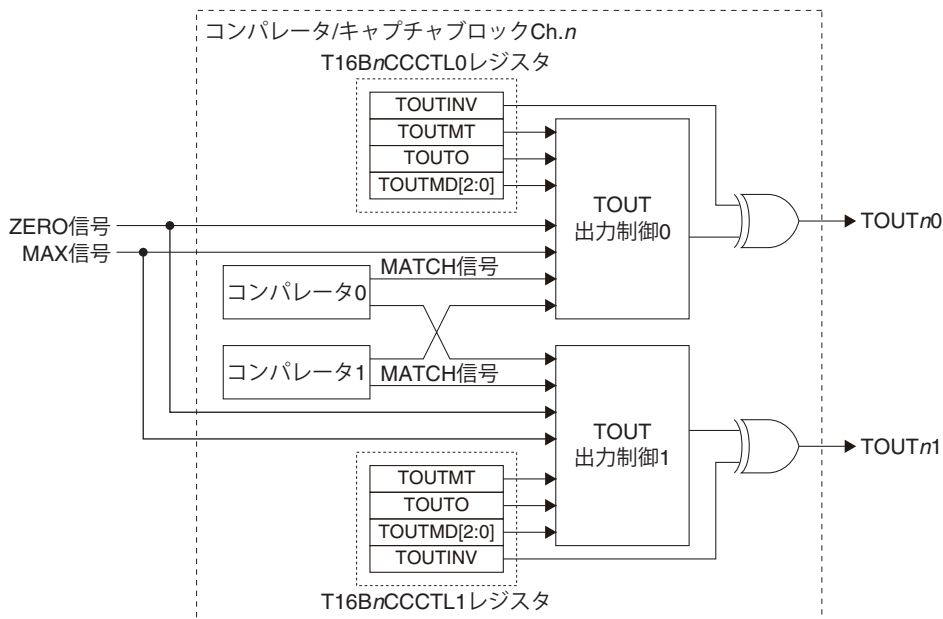 コンパレータ/キャプチャブロックCh.n
T16BnCCCTL0レジスタ
TOUTINV
TOUTMT
TOUTO
TOUTMD[2:0]
TOUT
出力制御0
TOUTn0
ZERO信号
MAX信号
MATCH信号
コンパレータ0
コンパレータ1
MATCH信号
TOUT
出力制御1
TOUTn1
TOUTMT
TOUTO
TOUTMD[2:0]
TOUTINV
T16BnCCCTL1レジスタ